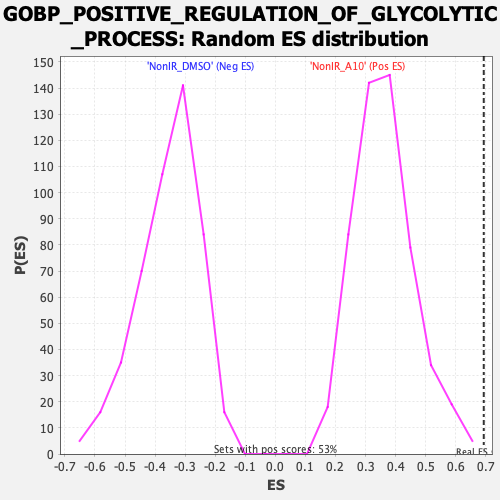 GOBP_POSITIVE_REGULATION_OF_GLYCOLYTIC
_PROCESS: Random ES distribution
'NonIR_DMSO' (Neg ES)
'NonIR_A10' (Pos ES)
150
140
130
120
110
100
90
80
70
60
50
40
30
20
10
0
P(ES)
Sets with pos scores: 53%
Real ES
-0.7 -0.6 -0.5 -0.4 -0.3 -0.2 -0.1 0.0 0.1 0.2 0.3 0.4 0.5 0.6 0.7
ES